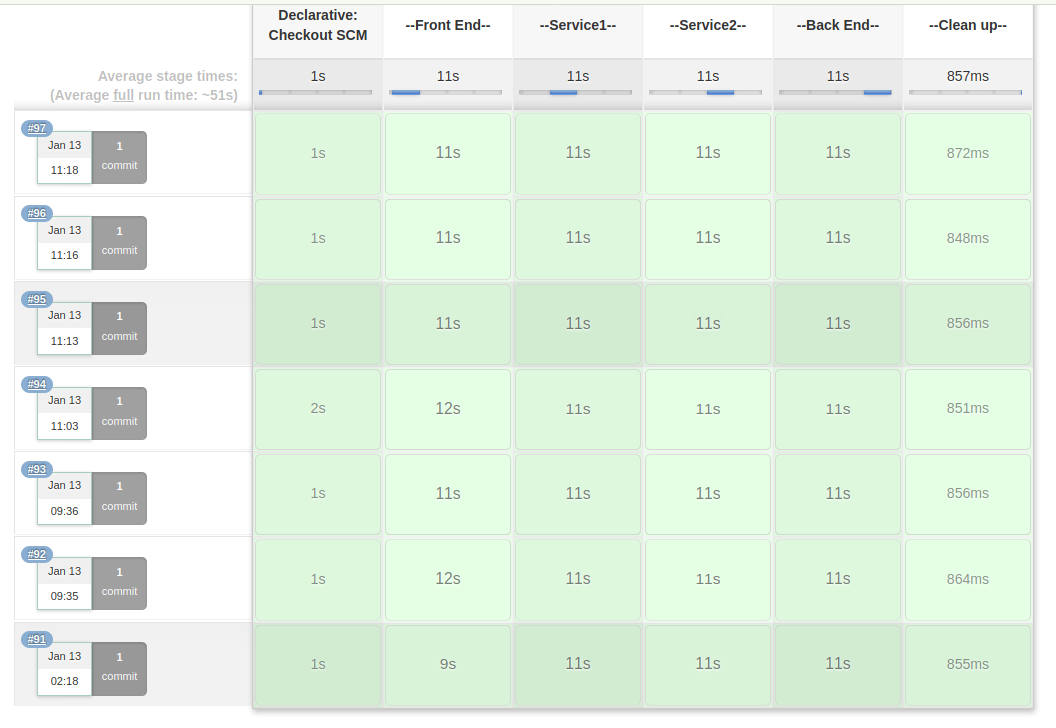 Declarative: Checkout SCM --Front End-- --Service1-- --Service2-- --Back End-- --Clean up--
Average stage times: 1s 11s 11s 11s 11s 857ms
(Average full run time: ~51s)
#97
Jan 13 1
11:18 commit 1s 11s 11s 11s 11s 872ms
#96
Jan 13 1
11:16 commit 1s 11s 11s 11s 11s 848ms
#95
Jan 13 1
11:13 commit 1s 11s 11s 11s 11s 856ms
#94
Jan 13 1
11:03 commit 2s 12s 11s 11s 11s 851ms
#93
Jan 13 1
09:36 commit 1s 11s 11s 11s 11s 856ms
#92
Jan 13 1
09:35 commit 1s 12s 11s 11s 11s 864ms
#91
Jan 13 1
02:18 commit 1s 9s 11s 11s 11s 855ms